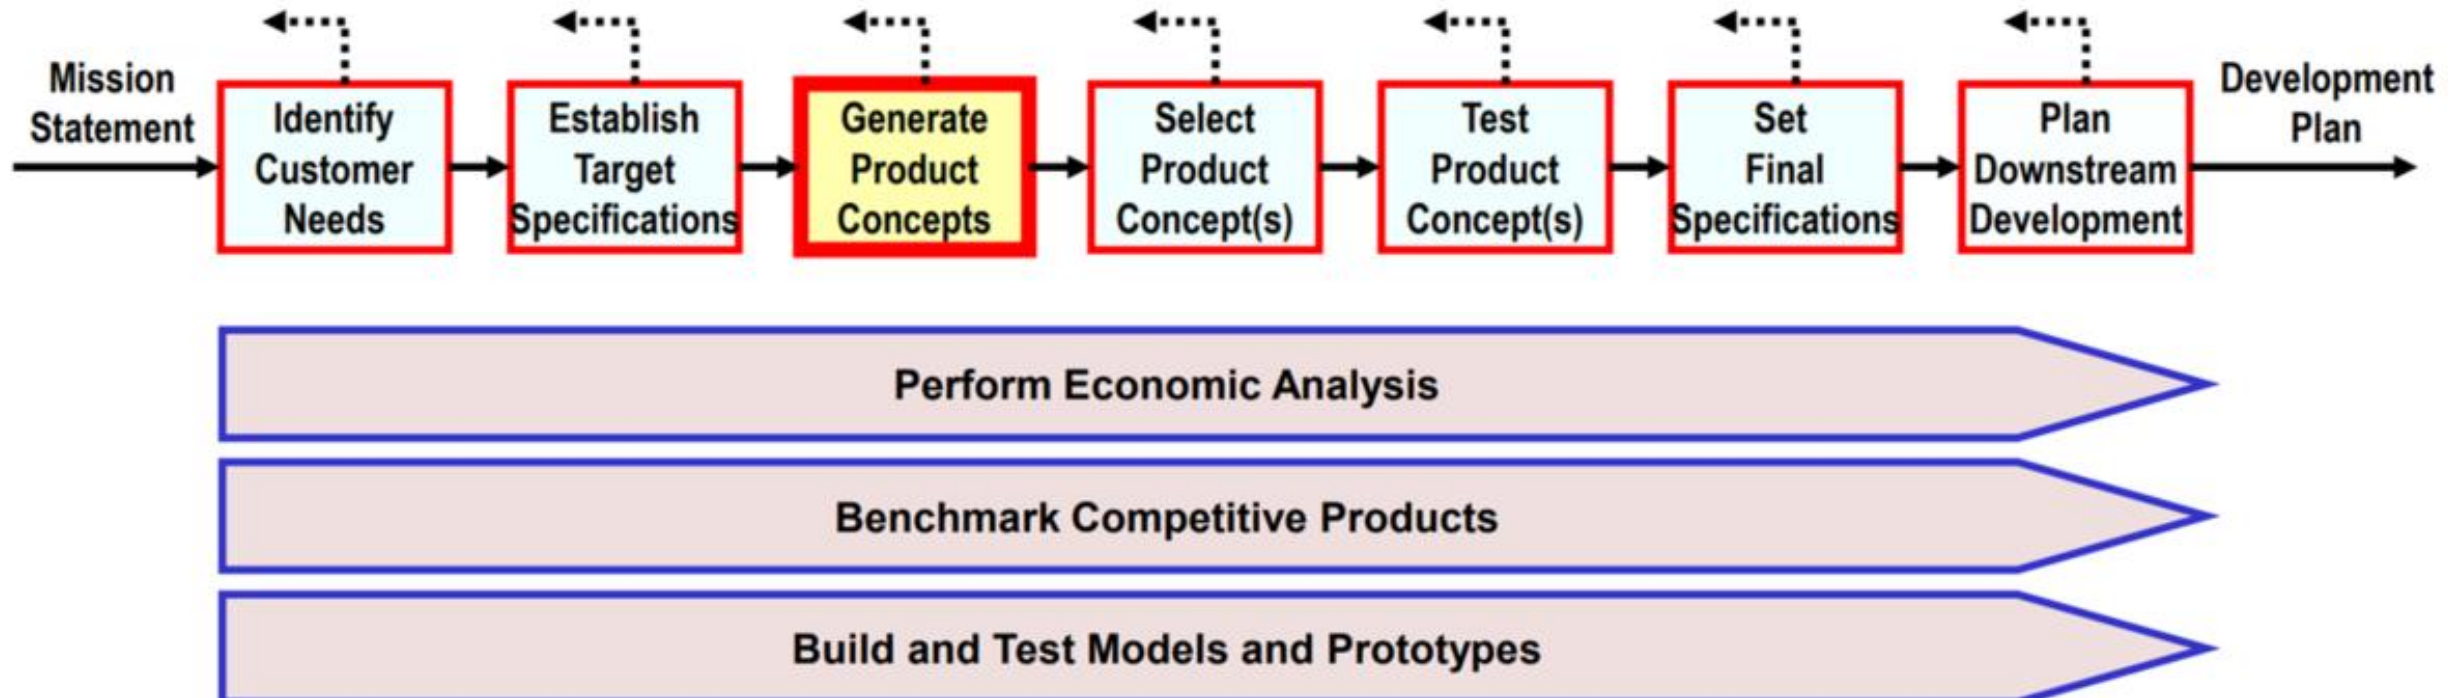 Mission
Statement
Identify
Customer
Needs
Establish
Target
Specifications
Generate
Product
Concepts
Select
Product
Concept(s)
Test
Product
Concept(s)
Set
Final
Specifications
Plan
Downstream
Development
Development
Plan
Perform Economic Analysis
Benchmark Competitive Products
Build and Test Models and Prototypes